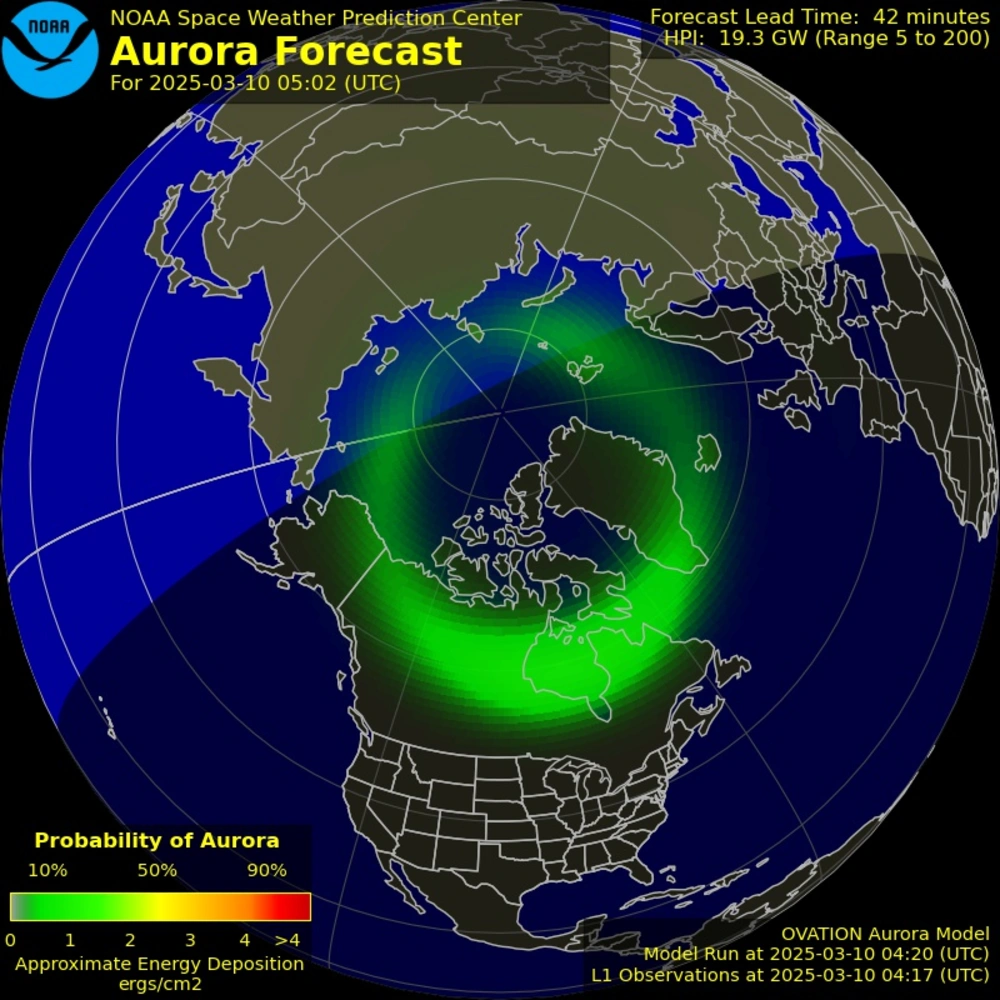 NOAA
NOAA Space Weather Prediction Center
Aurora Forecast
For 2025-03-10 05:02 (UTC)
Forecast Lead Time: 42 minutes
HPI: 19.3 GW (Range 5 to 200)
Probability of Aurora
10% 50% 90%
0 1 2 3 4 >4
Approximate Energy Deposition
ergs/cm2
OVATION Aurora Model
Model Run at 2025-03-10 04:20 (UTC)
L1 Observations at 2025-03-10 04:17 (UTC)